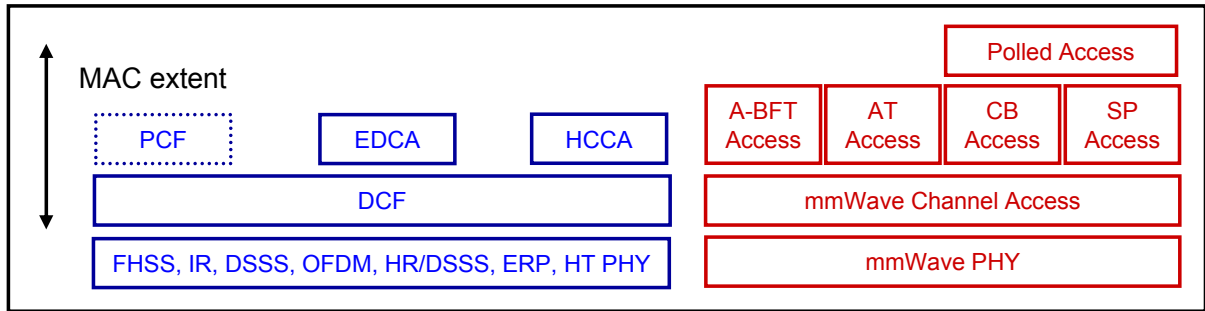 Polled Access
MAC extent
PCF
EDCA
HCCA
A-BFT
Access
AT
Access
CB
Access
SP
Access
DCF
mmWave Channel Access
FHSS, IR, DSSS, OFDM, HR/DSSS, ERP, HT PHY
mmWave PHY